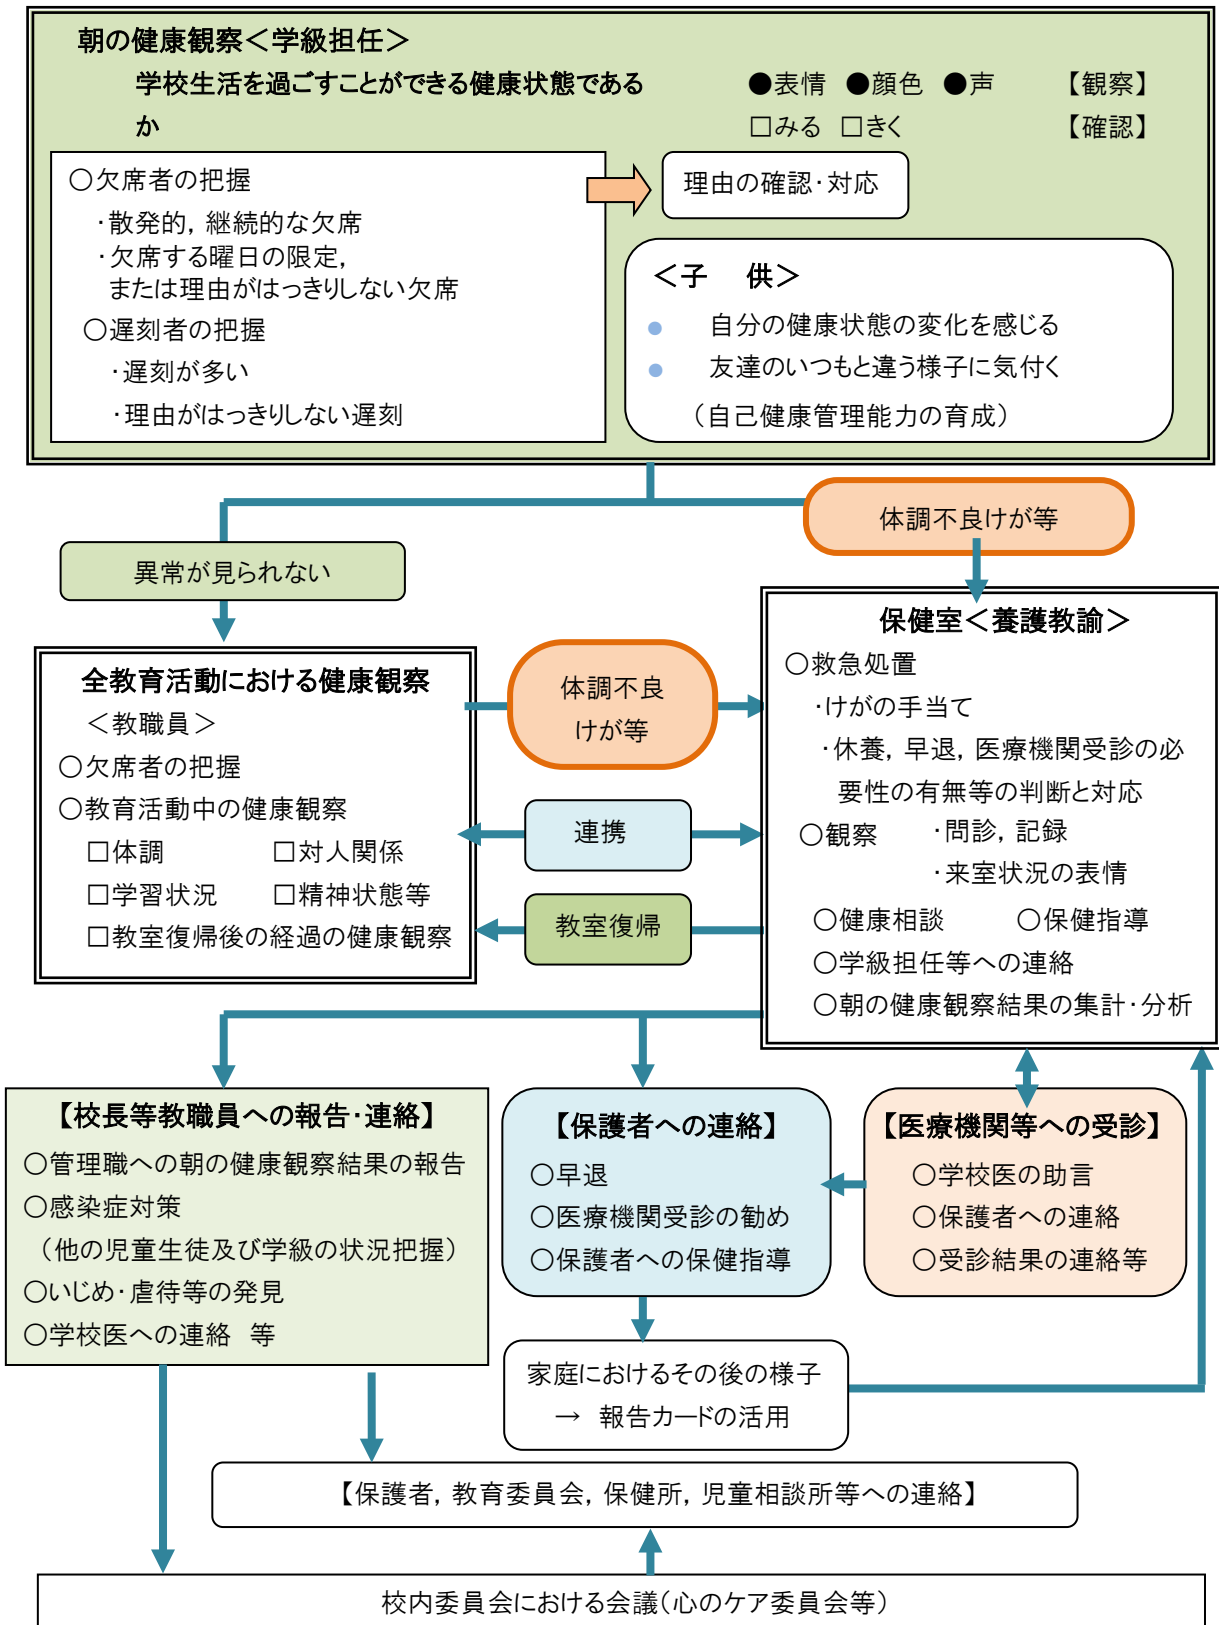 朝の健康観察＜学級担任＞
学校生活を過ごすことができる健康状態である
か
●表情 ●顔色 ●声 【観察】
□みる □きく 【確認】
○欠席者の把握
・散発的，継続的な欠席
・欠席する曜日の限定，
または理由がはっきりしない欠席
○遅刻者の把握
・遅刻が多い
・理由がはっきりしない遅刻
理由の確認・対応
＜子 供＞
● 自分の健康状態の変化を感じる
● 友達のいつもと違う様子に気付く
（自己健康管理能力の育成）
体調不良けが等
異常が見られない
全教育活動における健康観察
＜教職員＞
○欠席者の把握
○教育活動中の健康観察
□体調 □対人関係
□学習状況 □精神状態等
□教室復帰後の経過の健康観察
体調不良
けが等
連携
教室復帰
保健室＜養護教諭＞
○救急処置
・けがの手当て
・休養，早退，医療機関受診の必
要性の有無等の判断と対応
○観察 ・問診，記録
・来室状況の表情
○健康相談 ○保健指導
○学級担任等への連絡
○朝の健康観察結果の集計・分析
【校長等教職員への報告・連絡】
○管理職への朝の健康観察結果の報告
○感染症対策
（他の児童生徒及び学級の状況把握）
○いじめ・虐待等の発見
○学校医への連絡 等
【保護者への連絡】
○早退
○医療機関受診の勧め
○保護者への保健指導
【医療機関等への受診】
○学校医の助言
○保護者への連絡
○受診結果の連絡等
家庭におけるその後の様子
→ 報告カードの活用
【保護者，教育委員会，保健所，児童相談所等への連絡】
校内委員会における会議（心のケア委員会等）